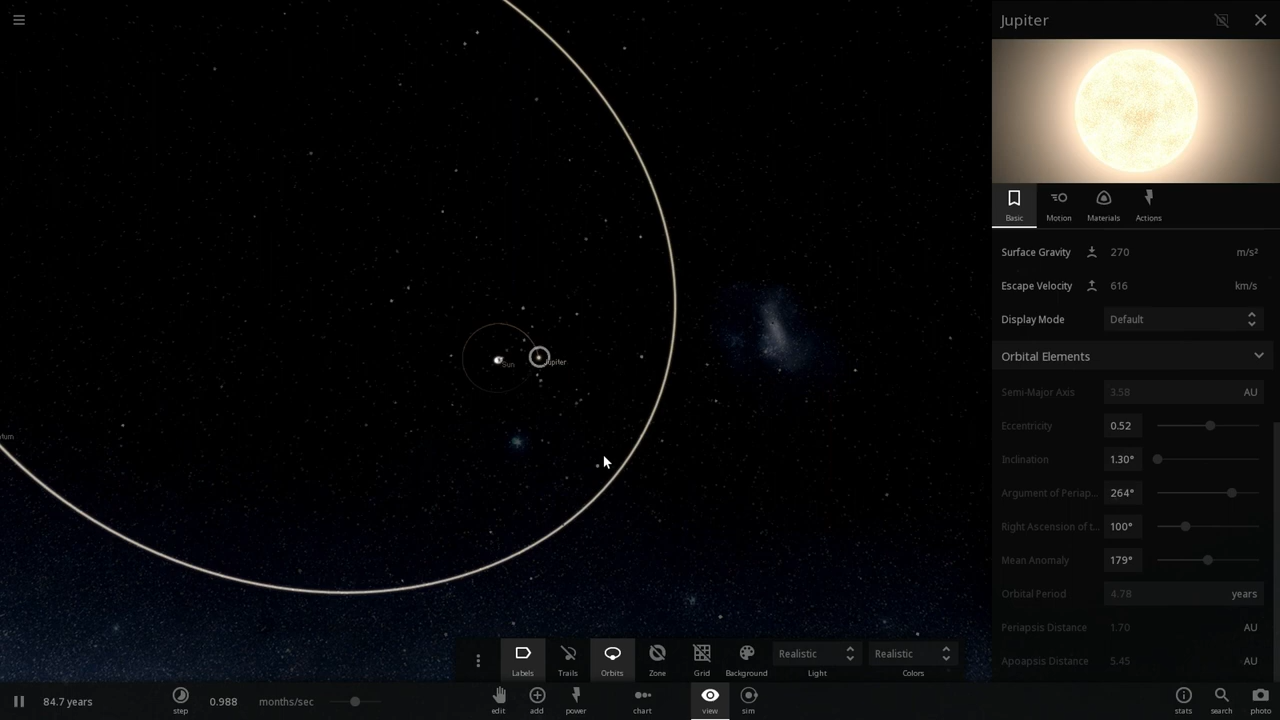 Jupiter
Basic
Motion
Materials
Actions
Surface Gravity 270 m/s²
Escape Velocity 616 km/s
Display Mode Default
Orbital Elements
Semi-Major Axis 3.58 AU
Eccentricity 0.52
Inclination 1.30°
Argument of Periap... 264°
Right Ascension of t... 100°
Mean Anomaly 179°
Orbital Period 4.78 years
Periapsis Distance 1.70 AU
Apoapsis Distance 5.45 AU
Sun
Jupiter
tum
Labels
Trails
Orbits
Zone
Grid
Background
Realistic
Light
Realistic
Colors
84.7 years
step
0.988 months/sec
edit
add
power
chart
view
sim
stats
search
photo